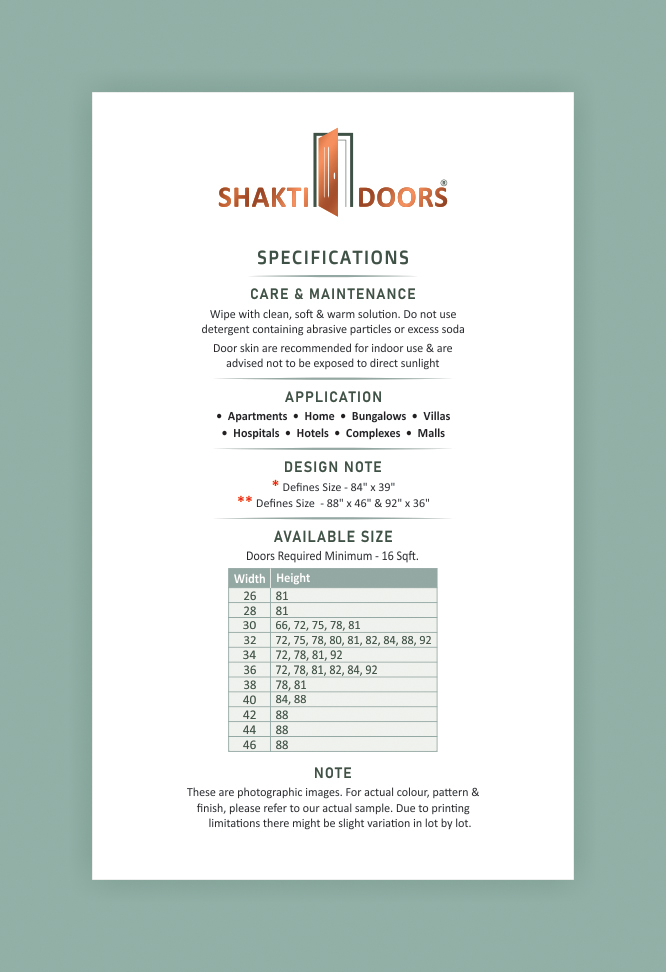 SHAKTI DOORS®
SPECIFICATIONS
CARE & MAINTENANCE
Wipe with clean, soft & warm solution. Do not use
detergent containing abrasive particles or excess soda
Door skin are recommended for indoor use & are
advised not to be exposed to direct sunlight
APPLICATION
• Apartments • Home • Bungalows • Villas
• Hospitals • Hotels • Complexes • Malls
DESIGN NOTE
* Defines Size - 84" x 39"
** Defines Size - 88" x 46" & 92" x 36"
AVAILABLE SIZE
Doors Required Minimum - 16 Sqft.
Width Height
26 81
28 81
30 66, 72, 75, 78, 81
32 72, 75, 78, 80, 81, 82, 84, 88, 92
34 72, 78, 81, 92
36 72, 78, 81, 82, 84, 92
38 78, 81
40 84, 88
42 88
44 88
46 88
NOTE
These are photographic images. For actual colour, pattern &
finish, please refer to our actual sample. Due to printing
limitations there might be slight variation in lot by lot.